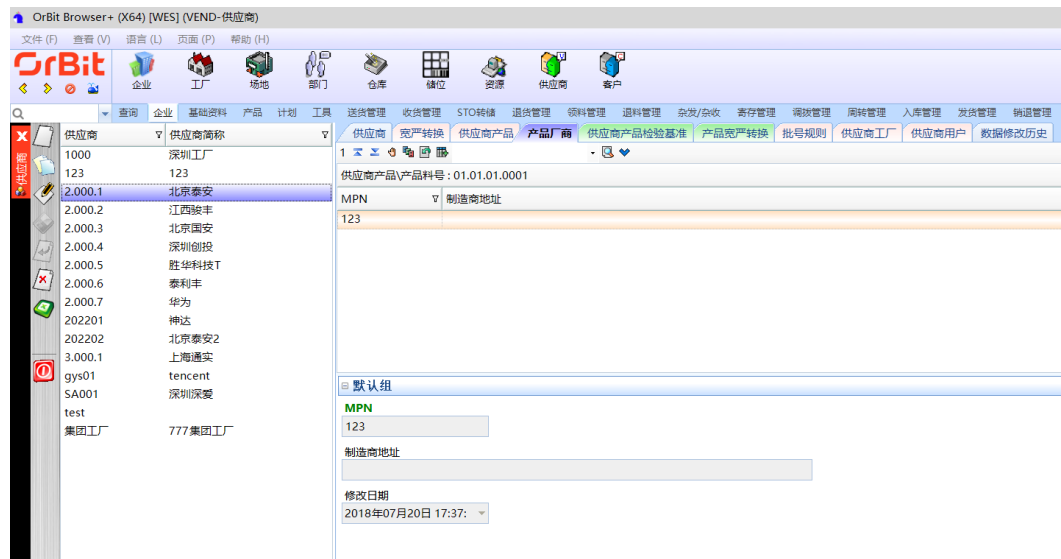 OrBit Browser+ (X64) [WES] (VEND-供应商)
文件 (F) 查看 (V) 语言 (L) 页面 (P) 帮助 (H)
OrBit
企业 工厂 场地 部门 仓库 储位 资源 供应商 客户
查询 企业 基础资料 产品 计划 工具 送货管理 收货管理 STO转储 退货管理 领料管理 退料管理 杂发/杂收 寄存管理 调拨管理 周转管理 入库管理 发货管理 销退管理
供应商
供应商 供应商简称
1000 深圳工厂
123 123
2.000.1 北京泰安
2.000.2 江西骏丰
2.000.3 北京国安
2.000.4 深圳创投
2.000.5 胜华科技T
2.000.6 泰利丰
2.000.7 华为
202201 神达
202202 北京泰安2
3.000.1 上海通实
gys01 tencent
SA001 深圳深爱
test
集团工厂 777集团工厂
供应商 宽严转换 供应商产品 产品厂商 供应商产品检验基准 产品宽严转换 批号规则 供应商工厂 供应商用户 数据修改历史
1
供应商产品\产品料号 : 01.01.01.0001
MPN 制造商地址
123
默认组
MPN
123
制造商地址
修改日期
2018年07月20日 17:37: